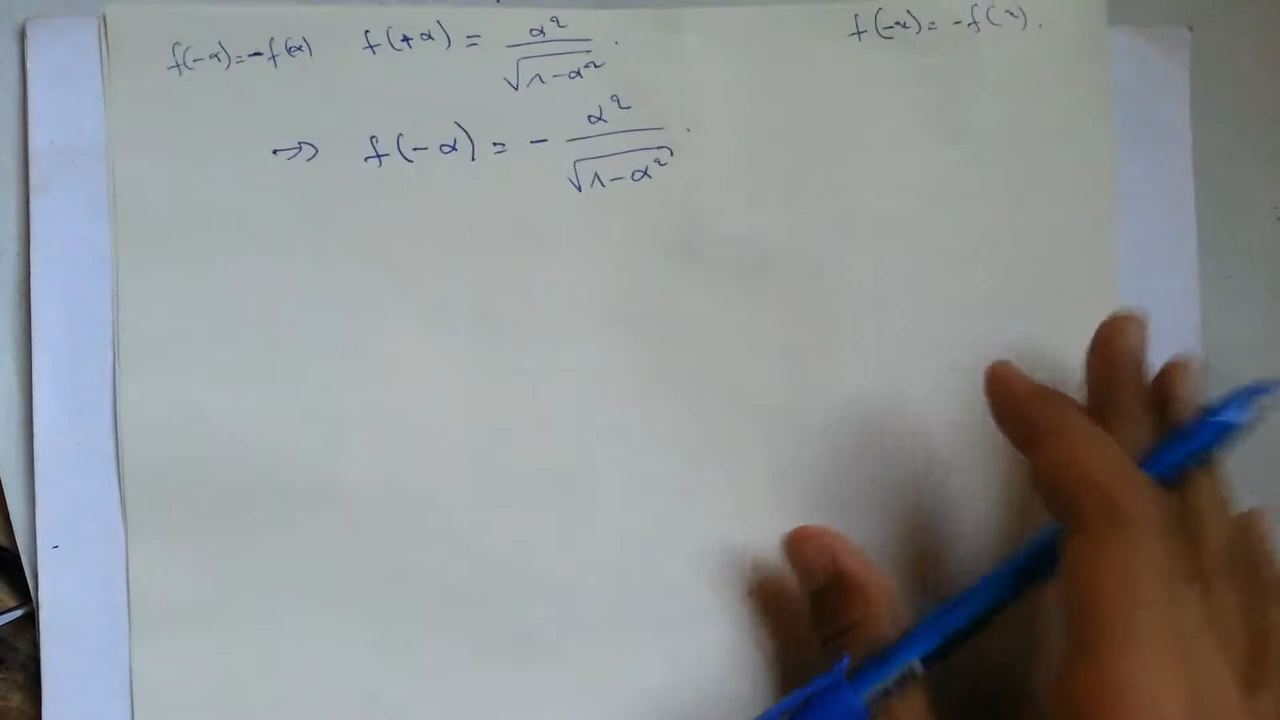 f(-α)=-f(α) f(+α) = α²/√1-α² .
f(-x)= -f(x).
=> f(-α) = - α²/√1-α² .